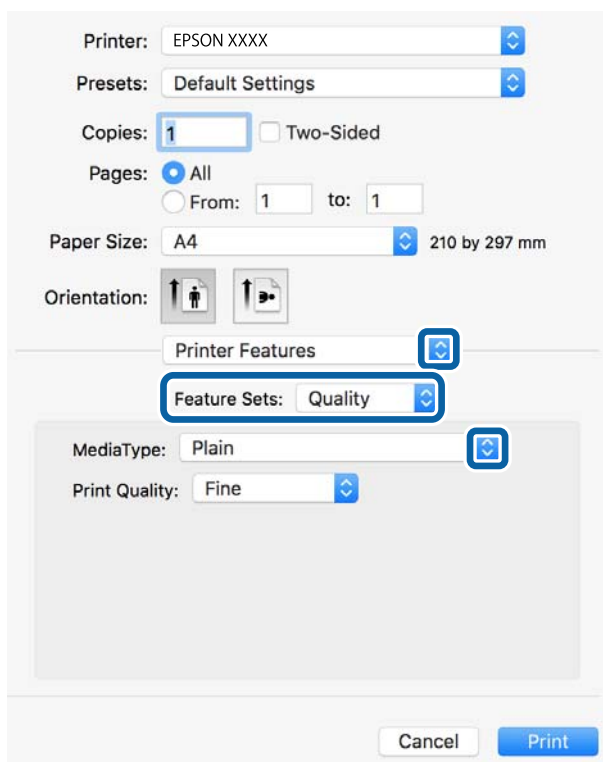 Printer: EPSON XXXX
Presets: Default Settings
Copies: 1 Two-Sided
Pages: All
From: 1 to: 1
Paper Size: A4 210 by 297 mm
Orientation:
Printer Features
Feature Sets: Quality
MediaType: Plain
Print Quality: Fine
Cancel Print